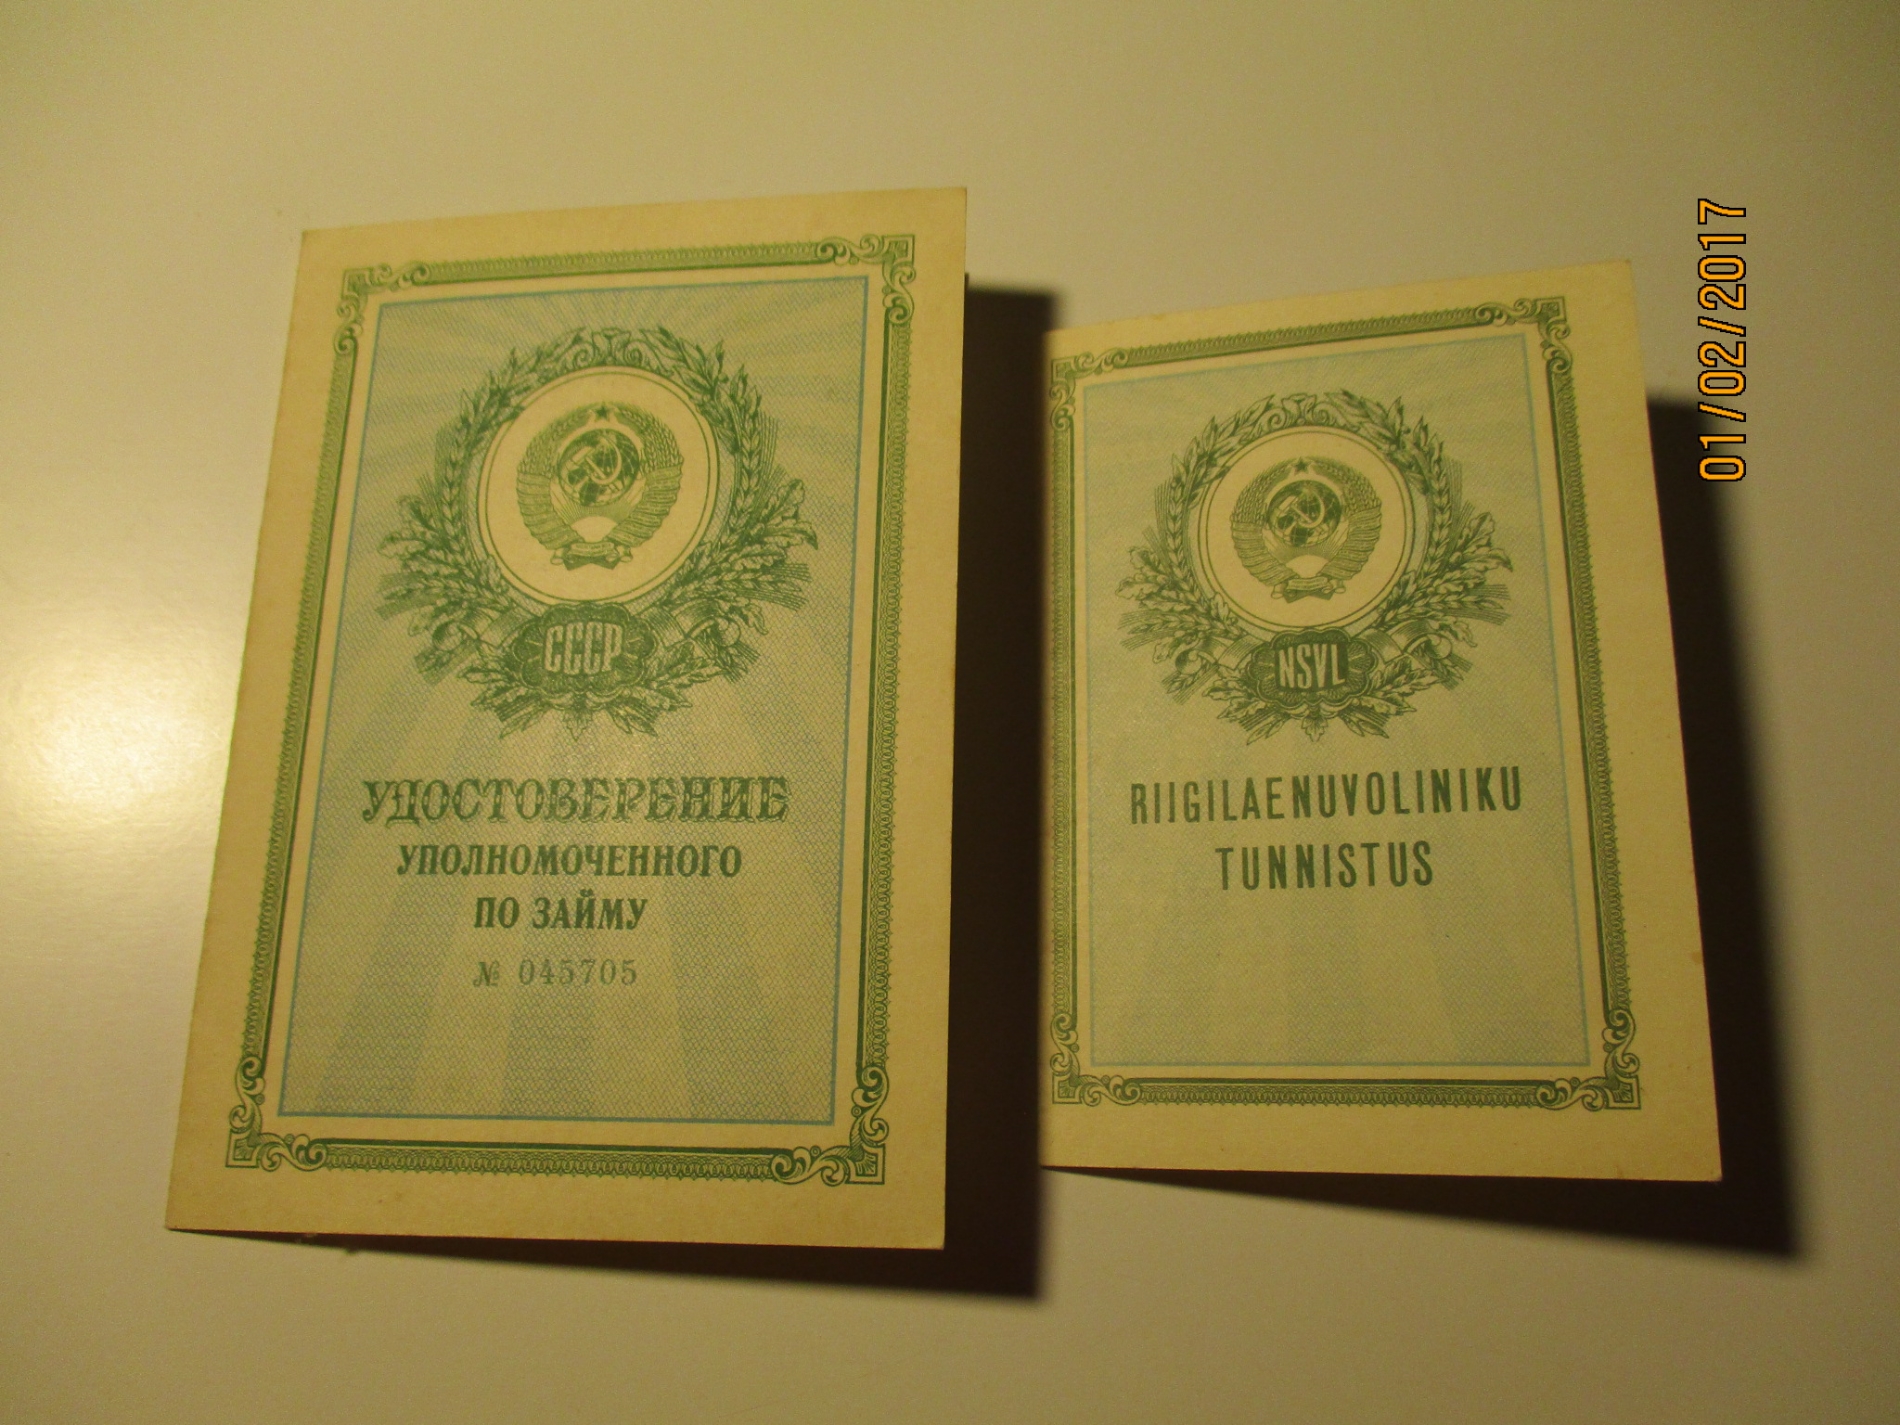 СССР
УДОСТОВЕРЕНИЕ
УПОЛНОМОЧЕННОГО
ПО ЗАЙМУ
№ 045705
NSVL
RIIGILAENUVOLINIKU
TUNNISTUS
01/02/2017